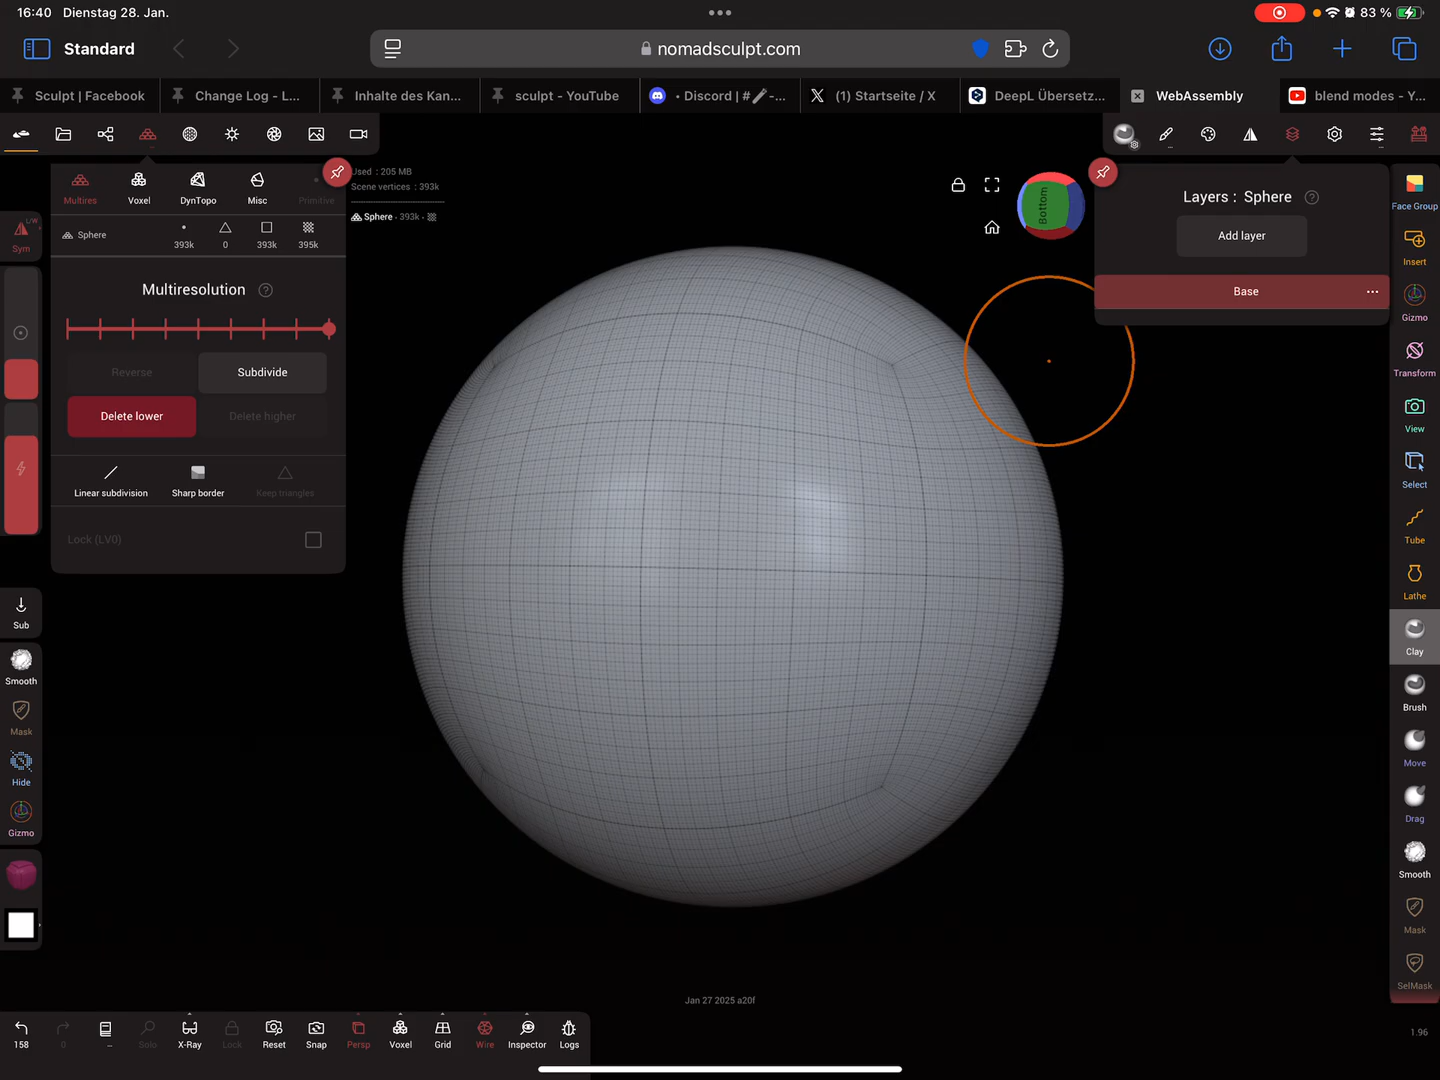 16:40 Dienstag 28. Jan.
83 %
Standard
nomadsculpt.com
Sculpt | Facebook
Change Log - L...
Inhalte des Kan...
sculpt - YouTube
• Discord | #🖊-...
(1) Startseite / X
DeepL Übersetz...
WebAssembly
blend modes - Y...
Multires
Voxel
DynTopo
Misc
Primitive
Used : 205 MB
Scene vertices : 393k
Sphere - 393k -
Sphere
393k
0
393k
395k
Multiresolution
Reverse
Subdivide
Delete lower
Delete higher
Linear subdivision
Sharp border
Keep triangles
Lock (LV0)
Bottom
Layers : Sphere
Add layer
Base
UW
Sym
Sub
Smooth
Mask
Hide
Gizmo
Face Group
Insert
Gizmo
Transform
View
Select
Tube
Lathe
Clay
Brush
Move
Drag
Smooth
Mask
SelMask
Jan 27 2025 a20f
158
0
...
Solo
X-Ray
Lock
Reset
Snap
Persp
Voxel
Grid
Wire
Inspector
Logs
1.96